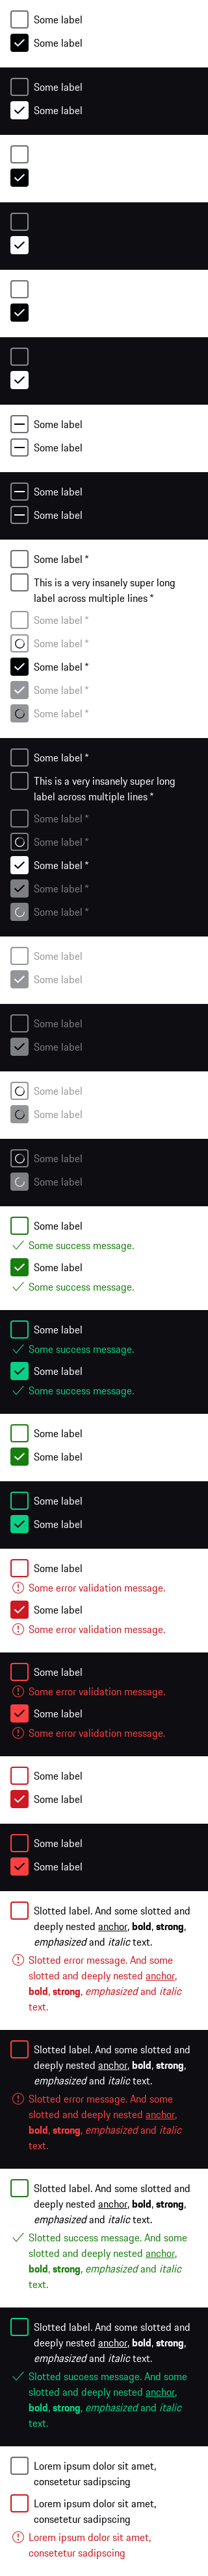 Some label
Some label
Some label
Some label
Some label
Some label
Some label
Some label
Some label *
This is a very insanely super long
label across multiple lines *
Some label *
Some label *
Some label *
Some label *
Some label *
Some label *
This is a very insanely super long
label across multiple lines *
Some label *
Some label *
Some label *
Some label *
Some label *
Some label
Some label
Some label
Some label
Some label
Some label
Some label
Some label
Some label
Some success message.
Some label
Some success message.
Some label
Some success message.
Some label
Some success message.
Some label
Some label
Some label
Some label
Some label
Some error validation message.
Some label
Some error validation message.
Some label
Some error validation message.
Some label
Some error validation message.
Some label
Some label
Some label
Some label
Slotted label. And some slotted and
deeply nested anchor, bold, strong,
emphasized and italic text.
Slotted error message. And some
slotted and deeply nested anchor,
bold, strong, emphasized and italic
text.
Slotted label. And some slotted and
deeply nested anchor, bold, strong,
emphasized and italic text.
Slotted error message. And some
slotted and deeply nested anchor,
bold, strong, emphasized and italic
text.
Slotted label. And some slotted and
deeply nested anchor, bold, strong,
emphasized and italic text.
Slotted success message. And some
slotted and deeply nested anchor,
bold, strong, emphasized and italic
text.
Slotted label. And some slotted and
deeply nested anchor, bold, strong,
emphasized and italic text.
Slotted success message. And some
slotted and deeply nested anchor,
bold, strong, emphasized and italic
text.
Lorem ipsum dolor sit amet,
consetetur sadipscing
Lorem ipsum dolor sit amet,
consetetur sadipscing
Lorem ipsum dolor sit amet,
consetetur sadipscing